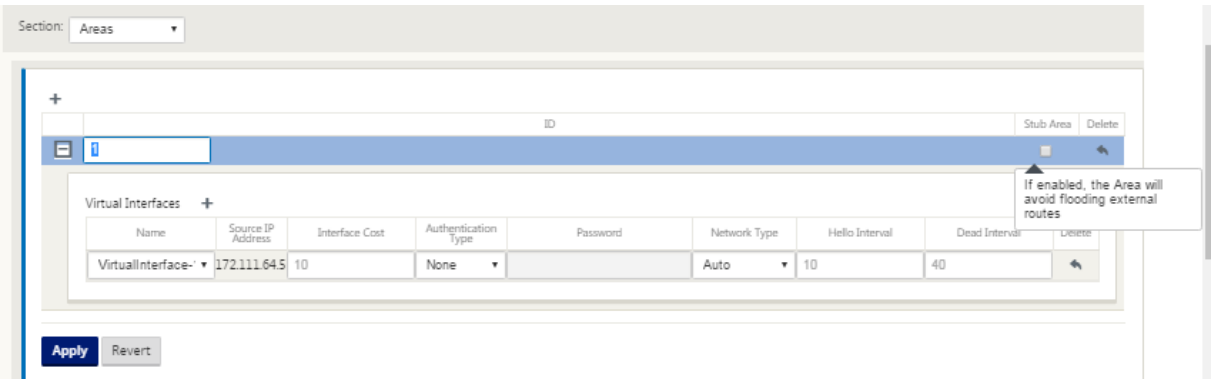 Section: Areas
+
ID Stub Area Delete
1
If enabled, the Area will
avoid flooding external
routes
Virtual Interfaces +
Name Source IP Address Interface Cost Authentication Type Password Network Type Hello Interval Dead Interval Delete
VirtualInterface- 172.111.64.5 10 None Auto 10 40
Apply Revert